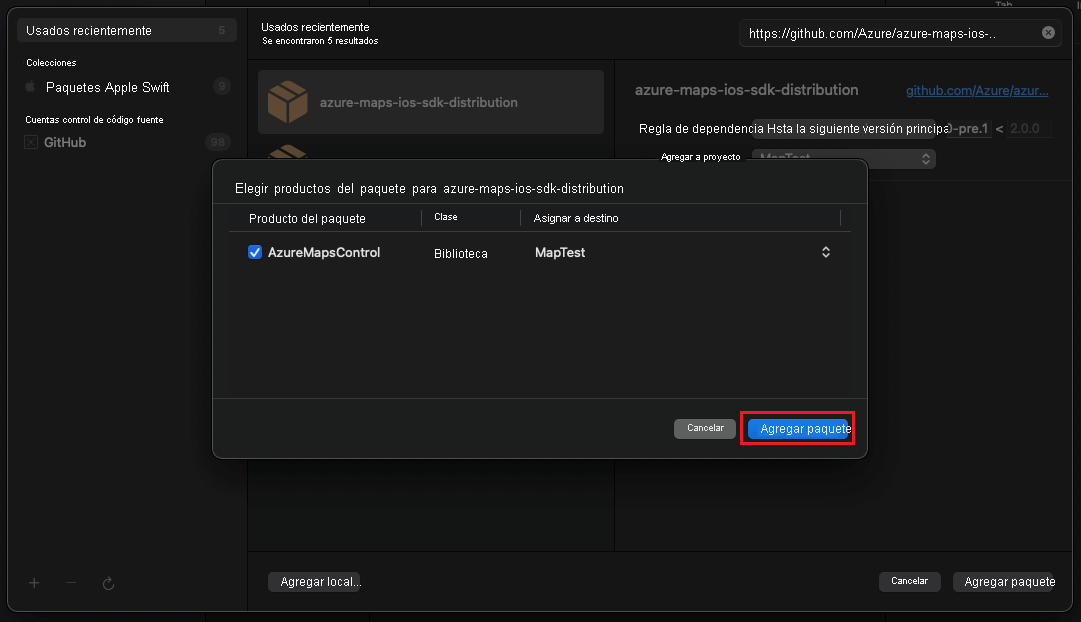 Tab
Usados recientemente 5
Colecciones
Paquetes Apple Swift 9
Cuentas control de código fuente
GitHub 98
Usados recientemente
Se encontraron 5 resultados
https://github.com/Azure/azure-maps-ios-..
azure-maps-ios-sdk-distribution
azure-maps-ios-sdk-distribution
github.com/Azure/azur...
Regla de dependencia Hsta la siguiente versión principa 0-pre.1 < 2.0.0
Agregar a proyecto MapTest
Elegir productos del paquete para azure-maps-ios-sdk-distribution
Producto del paquete Clase Asignar a destino
AzureMapsControl Biblioteca MapTest
Cancelar Agregar paquete
Agregar local...
Cancelar Agregar paquete